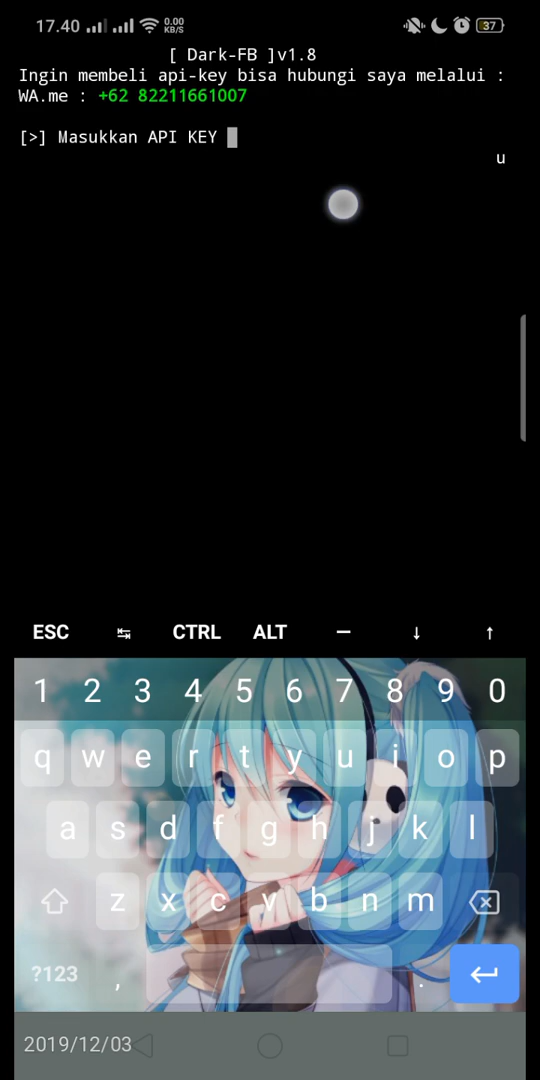 17.40 0.00 KB/S 37
[ Dark-FB ]v1.8
Ingin membeli api-key bisa hubungi saya melalui :
WA.me : +62 82211661007
[>] Masukkan API KEY
u
ESC ↹ CTRL ALT — ↓ ↑
1 2 3 4 5 6 7 8 9 0
q w e r t y u i o p
a s d f g h j k l
z x c v b n m
?123 , .
2019/12/03